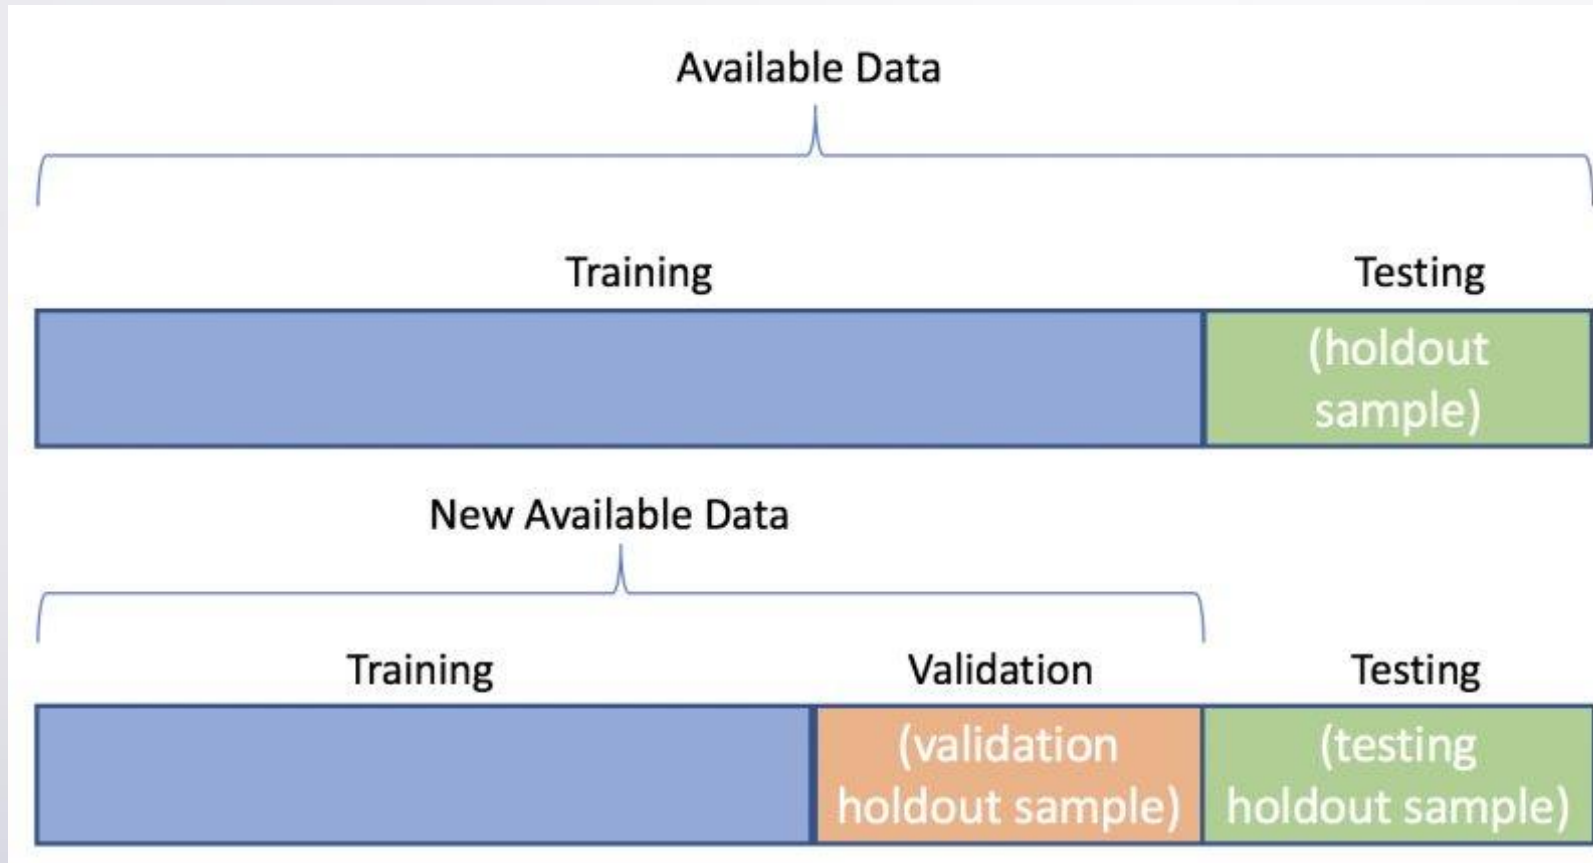 Available Data
Training Testing
(holdout
sample)
New Available Data
Training Validation Testing
(validation
holdout sample)
(testing
holdout sample)